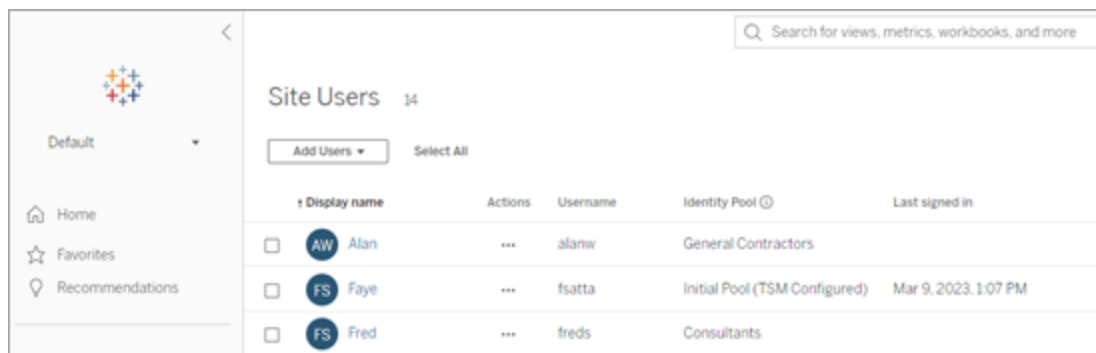 Search for views, metrics, workbooks, and more
Default
Home
Favorites
Recommendations
Site Users 14
Add Users Select All
Display name Actions Username Identity Pool Last signed in
AW Alan ... alanw General Contractors
FS Faye ... fsatta Initial Pool (TSM Configured) Mar 9, 2023, 1:07 PM
FS Fred ... freds Consultants